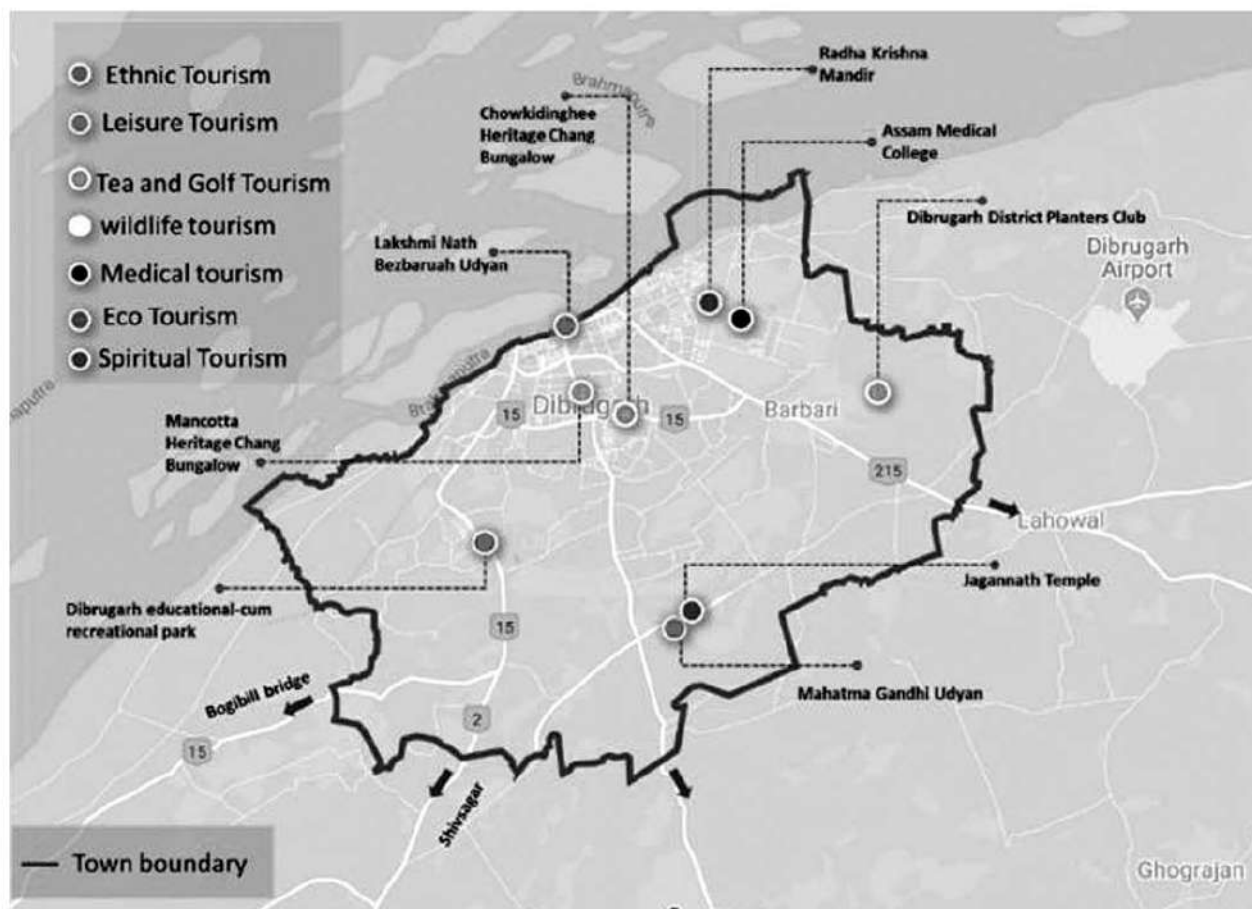 Ethnic Tourism
Leisure Tourism
Tea and Golf Tourism
wildlife tourism
Medical tourism
Eco Tourism
Spiritual Tourism
Radha Krishna
Mandir
Brahmaputra
Chowkidinghee
Heritage Chang
Bungalow
Assam Medical
College
Dibrugarh District Planters Club
Lakshmi Nath
Bezbaruah Udyan
Dibrugarh
Airport
Dibrugarh
Barbari
15
15
215
Mancotta
Heritage Chang
Bungalow
Lahowal
Jagannath Temple
Dibrugarh educational-cum
recreational park
15
Mahatma Gandhi Udyan
Bogibill bridge
2
15
Shivsagar
Town boundary
Ghograjan